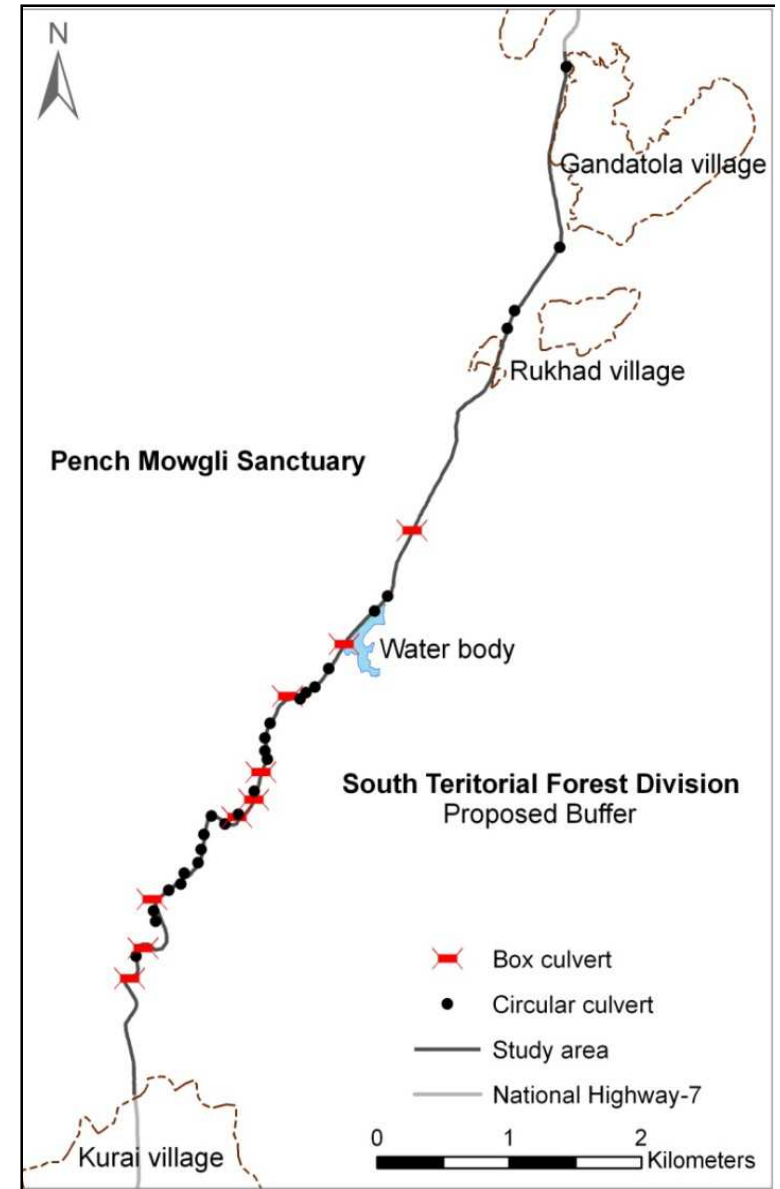 N
Gandatola village
Rukhad village
Pench Mowgli Sanctuary
Water body
South Teritorial Forest Division
Proposed Buffer
Box culvert
Circular culvert
Study area
National Highway-7
0 1 2
Kilometers
Kurai village